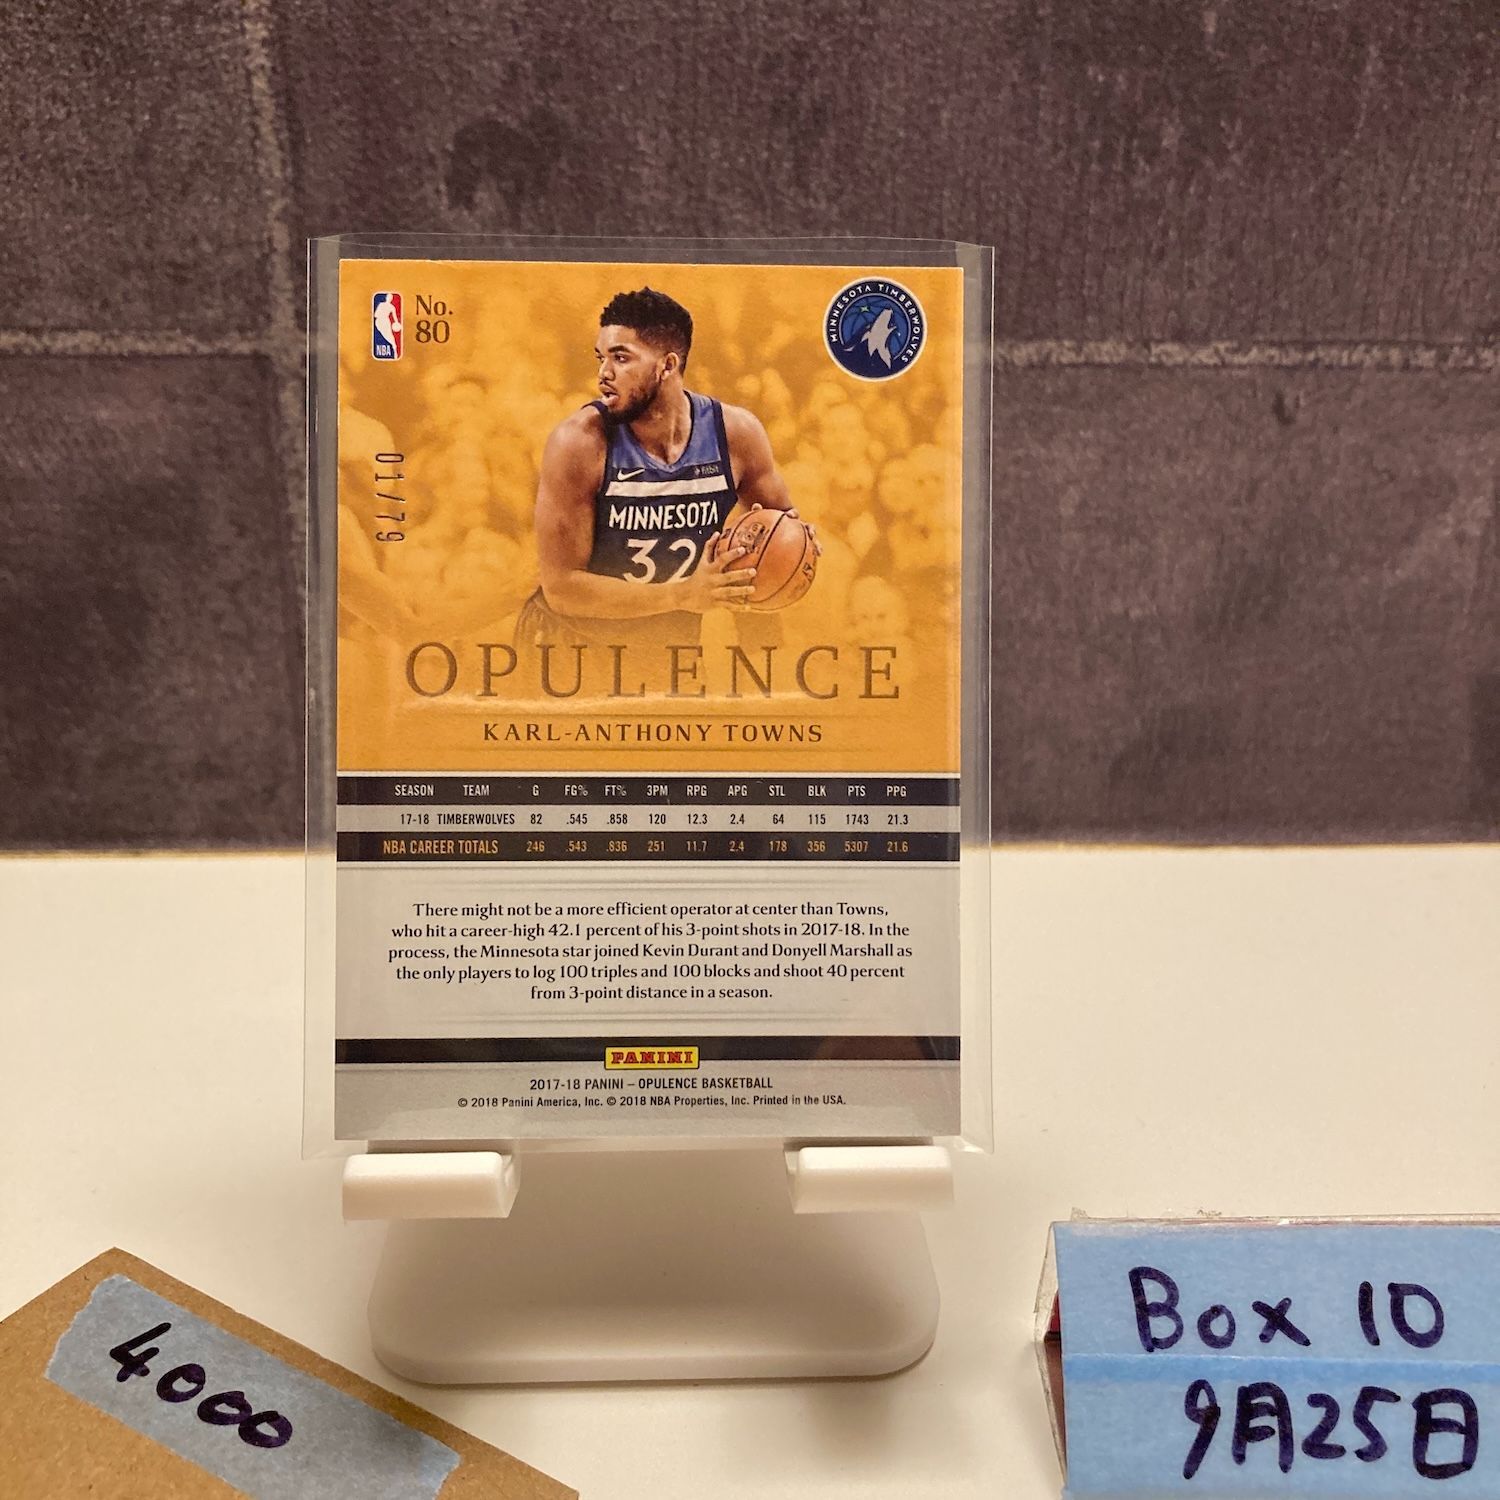 No.
80
NBA
MINNESOTA TIMBERWOLVES
01/79
fitbit
MINNESOTA
32
OPULENCE
KARL-ANTHONY TOWNS
SEASON TEAM G FG% FT% 3PM RPG APG STL BLK PTS PPG
17-18 TIMBERWOLVES 82 .545 .858 120 12.3 2.4 64 115 1743 21.3
NBA CAREER TOTALS 246 .543 .836 251 11.7 2.4 178 356 5307 21.6
There might not be a more efficient operator at center than Towns,
who hit a career-high 42.1 percent of his 3-point shots in 2017-18. In the
process, the Minnesota star joined Kevin Durant and Donyell Marshall as
the only players to log 100 triples and 100 blocks and shoot 40 percent
from 3-point distance in a season.
PANINI
2017-18 PANINI – OPULENCE BASKETBALL
© 2018 Panini America, Inc. © 2018 NBA Properties, Inc. Printed in the USA.
4000
Box 10
9月25日